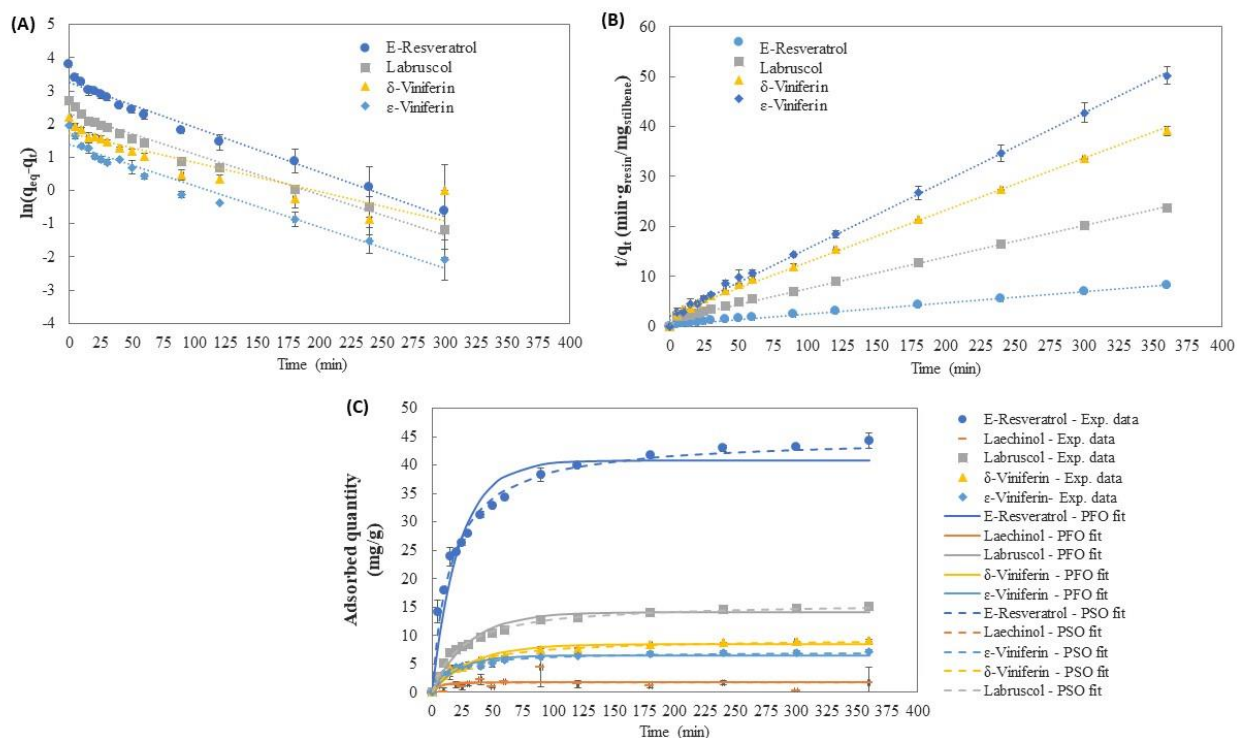 (A)
5
4
3
2
1
0
-1
-2
-3
-4
ln(qeq-qt)
0 25 50 75 100 125 150 175 200 225 250 275 300 325 350 375 400
Time (min)
E-Resveratrol
Labruscol
δ-Viniferin
ε-Viniferin
(B)
60
50
40
30
20
10
0
t/qt (min·gresin/mgstilbene)
0 25 50 75 100 125 150 175 200 225 250 275 300 325 350 375 400
Time (min)
E-Resveratrol
Labruscol
δ-Viniferin
ε-Viniferin
(C)
50
45
40
35
30
25
20
15
10
5
0
Adsorbed quantity
(mg/g)
0 25 50 75 100 125 150 175 200 225 250 275 300 325 350 375 400
Time (min)
E-Resveratrol - Exp. data
Laechinol - Exp. data
Labruscol - Exp. data
δ-Viniferin - Exp. data
ε-Viniferin- Exp. data
E-Resveratrol - PFO fit
Laechinol - PFO fit
Labruscol - PFO fit
δ-Viniferin - PFO fit
ε-Viniferin - PFO fit
E-Resveratrol - PSO fit
Laechinol - PSO fit
ε-Viniferin - PSO fit
δ-Viniferin - PSO fit
Labruscol - PSO fit